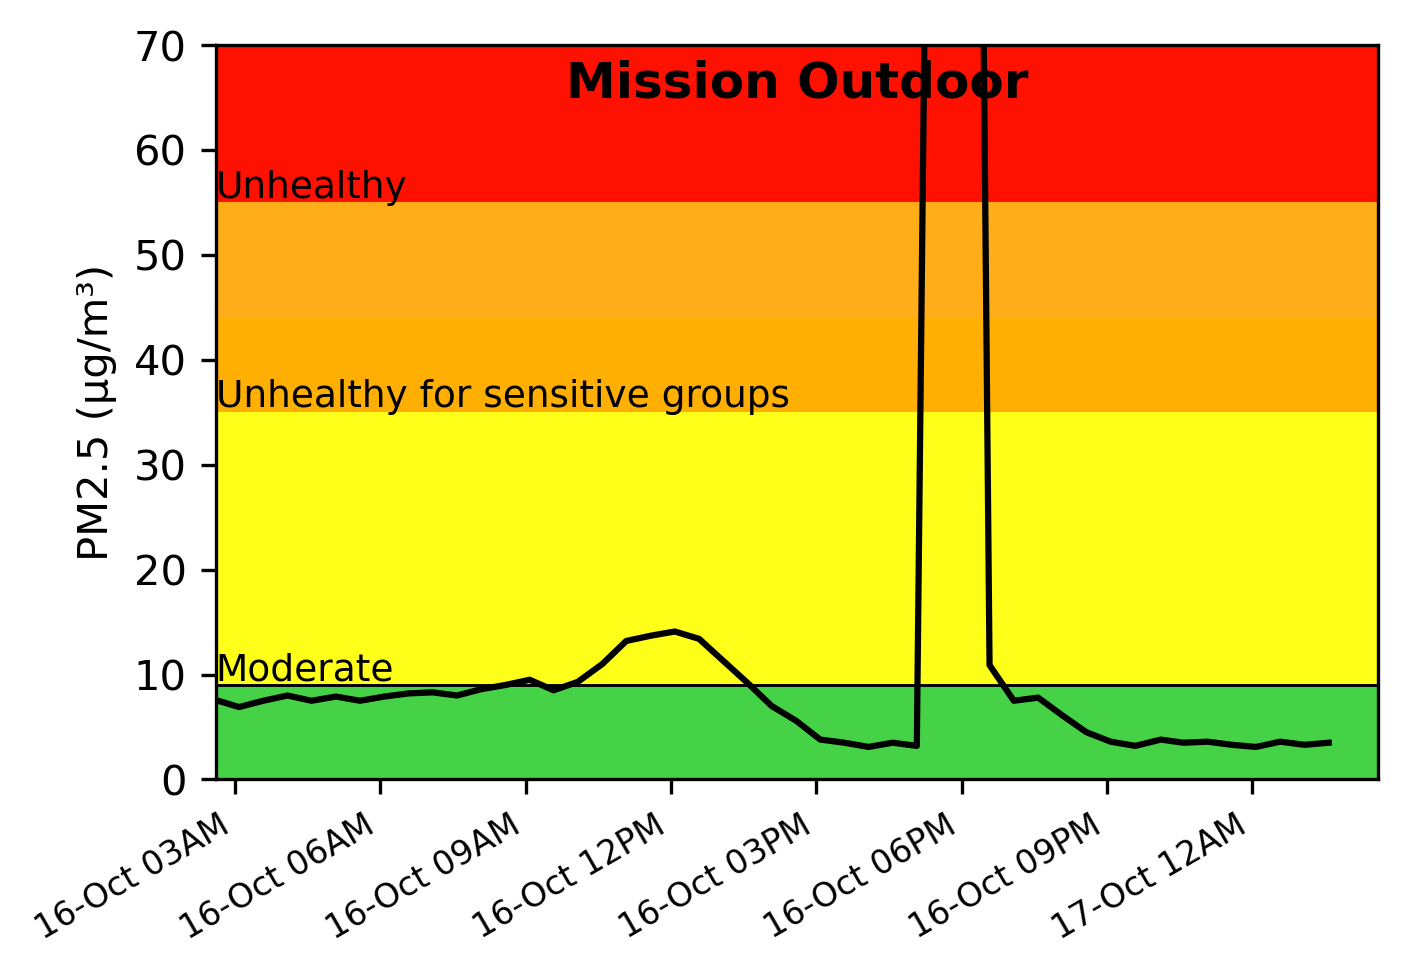 Mission Outdoor
PM2.5 (µg/m³)
70
60
Unhealthy
50
40
Unhealthy for sensitive groups
30
20
10
Moderate
0
16-Oct 03AM
16-Oct 06AM
16-Oct 09AM
16-Oct 12PM
16-Oct 03PM
16-Oct 06PM
16-Oct 09PM
17-Oct 12AM